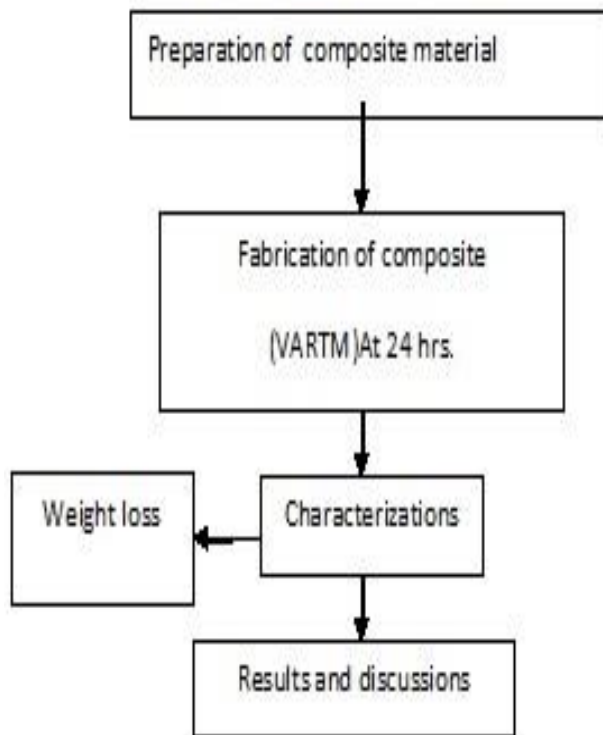 Preparation of composite material
Fabrication of composite
(VARTM)At 24 hrs.
Weight loss
Characterizations
Results and discussions